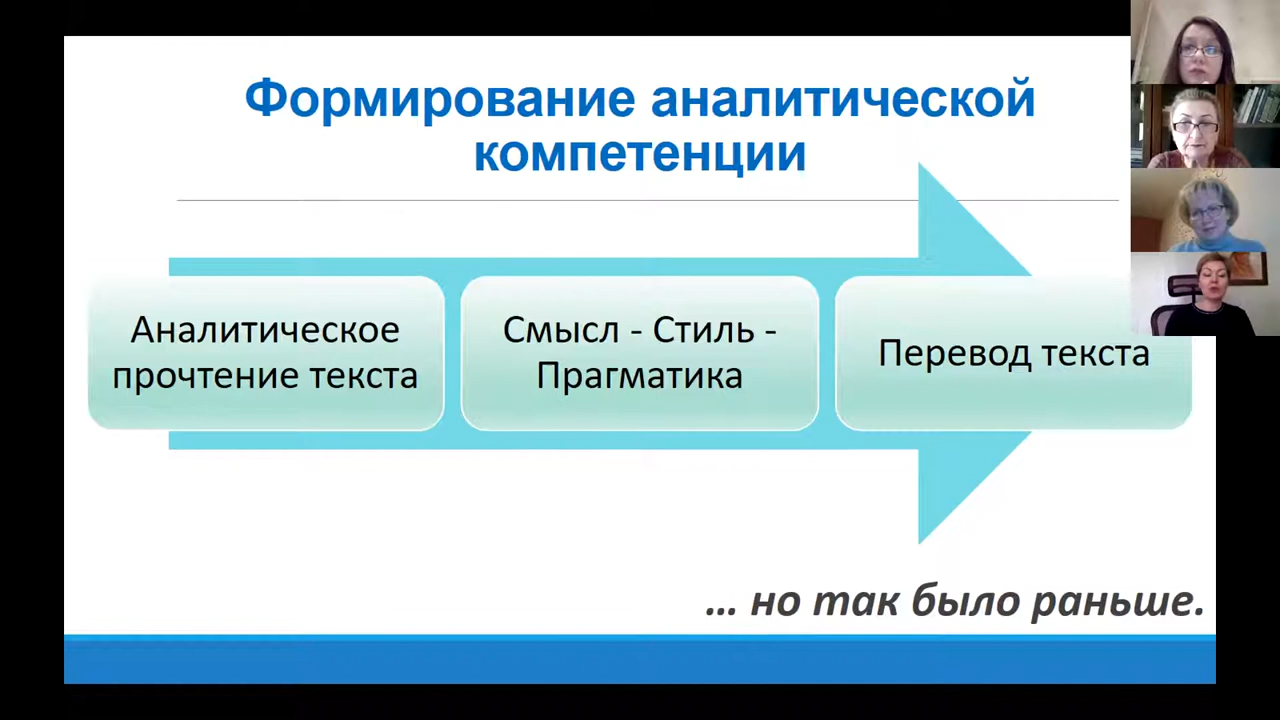 Формирование аналитической
компетенции
Аналитическое
прочтение текста
Смысл - Стиль -
Прагматика
Перевод текста
... но так было раньше.